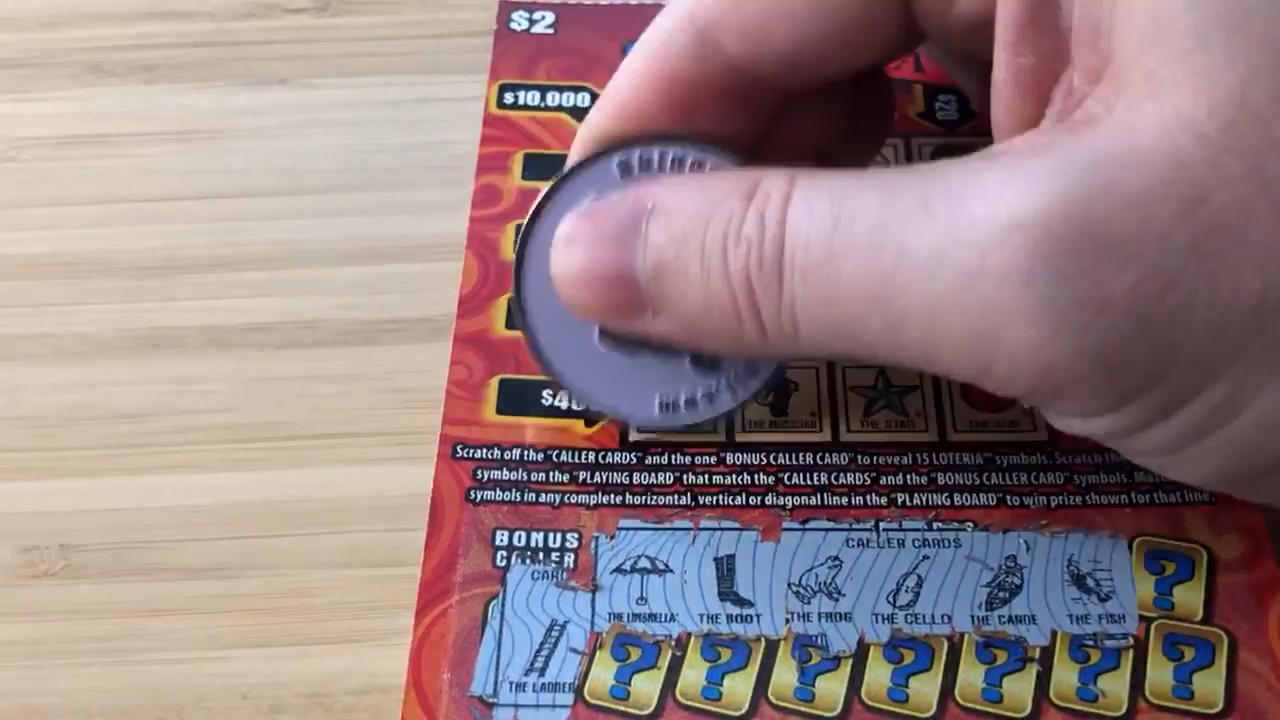 $2
$10,000
$20
THE MUSICIAN
THE STAR
Scratch off the "CALLER CARDS" and the one "BONUS CALLER CARD" to reveal 15 LOTERIA™ symbols. Scratch
symbols on the "PLAYING BOARD" that match the "CALLER CARDS" and the "BONUS CALLER CARD" symbols.
symbols in any complete horizontal, vertical or diagonal line in the "PLAYING BOARD" to win prize shown for that line.
BONUS
CALLER
CARD
CALLER CARDS
THE UMBRELLA
THE BOOT
THE FROG
THE CELLO
THE CANOE
THE FISH
?
THE LADDER
? ? ? ? ? ? ?